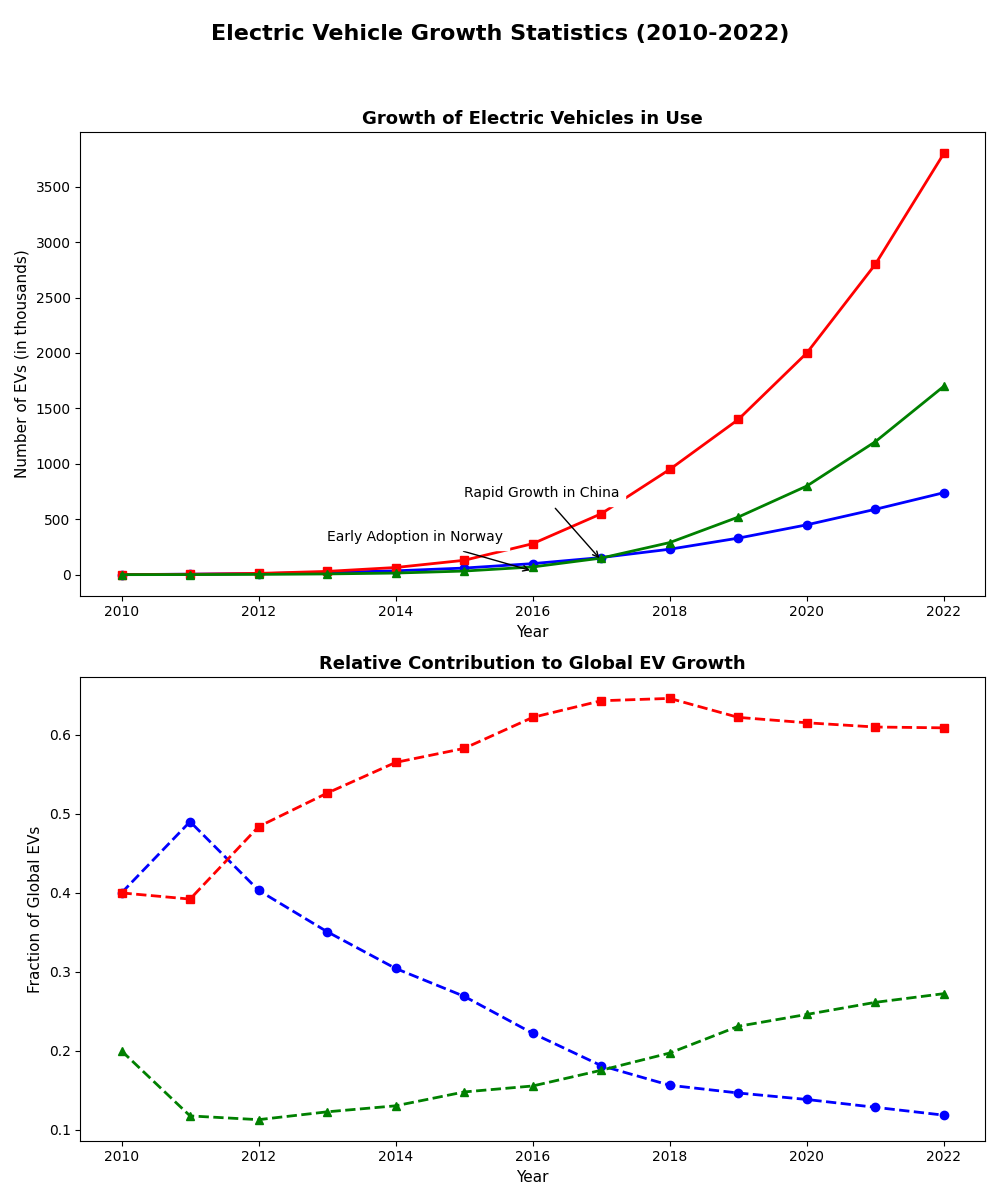 Electric Vehicle Growth Statistics (2010-2022)
Growth of Electric Vehicles in Use
Number of EVs (in thousands)
3500
3000
2500
2000
1500
1000
500
0
Rapid Growth in China
Early Adoption in Norway
2010 2012 2014 2016 2018 2020 2022
Year
Relative Contribution to Global EV Growth
Fraction of Global EVs
0.6
0.5
0.4
0.3
0.2
0.1
2010 2012 2014 2016 2018 2020 2022
Year